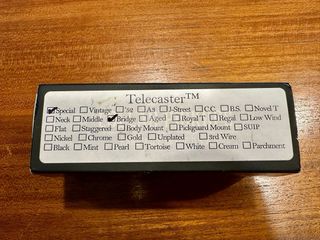 Telecaster™
Special Vintage '52 A3 J-Street C.C. B.S. Novel T
Neck Middle Bridge Aged Royal T Regal Low Wind
Flat Staggered Body Mount Pickguard Mount SUIP
Nickel Chrome Gold Unplated 3rd Wire
Black Mint Pearl Tortoise White Cream Parchment